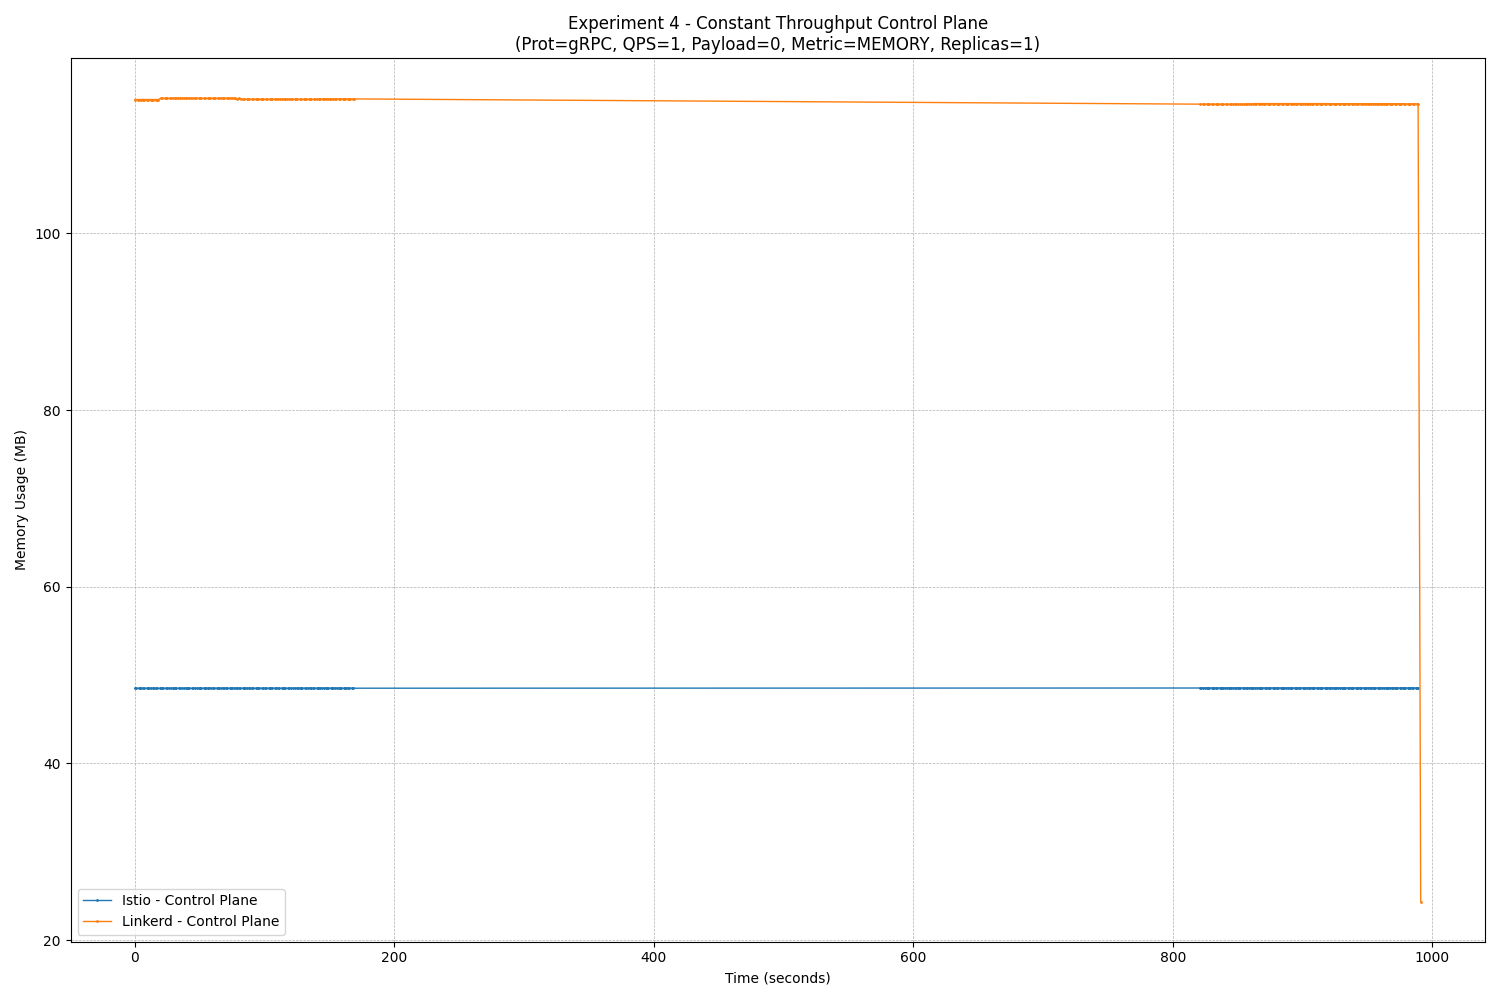 Experiment 4 - Constant Throughput Control Plane
(Prot=gRPC, QPS=1, Payload=0, Metric=MEMORY, Replicas=1)
Memory Usage (MB)
100
80
60
40
20
Istio - Control Plane
Linkerd - Control Plane
0 200 400 600 800 1000
Time (seconds)